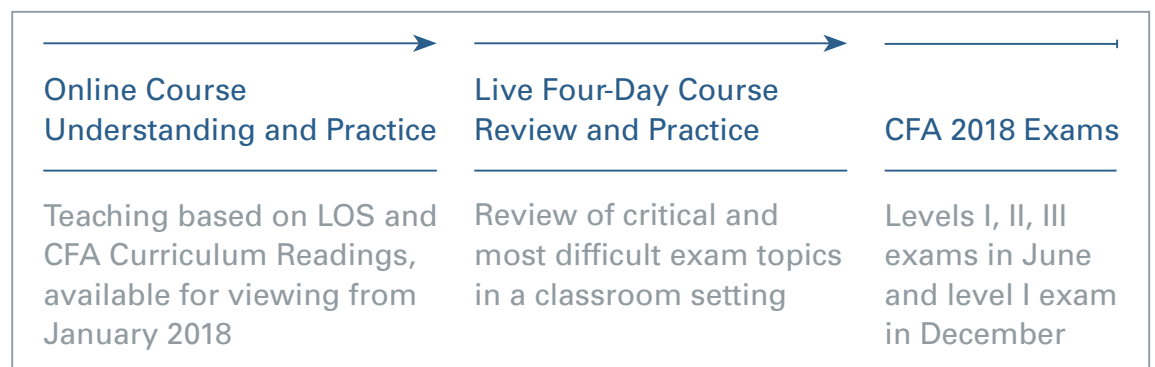 Online Course
Understanding and Practice
Teaching based on LOS and
CFA Curriculum Readings,
available for viewing from
January 2018
Live Four-Day Course
Review and Practice
Review of critical and
most difficult exam topics
in a classroom setting
CFA 2018 Exams
Levels I, II, III
exams in June
and level I exam
in December